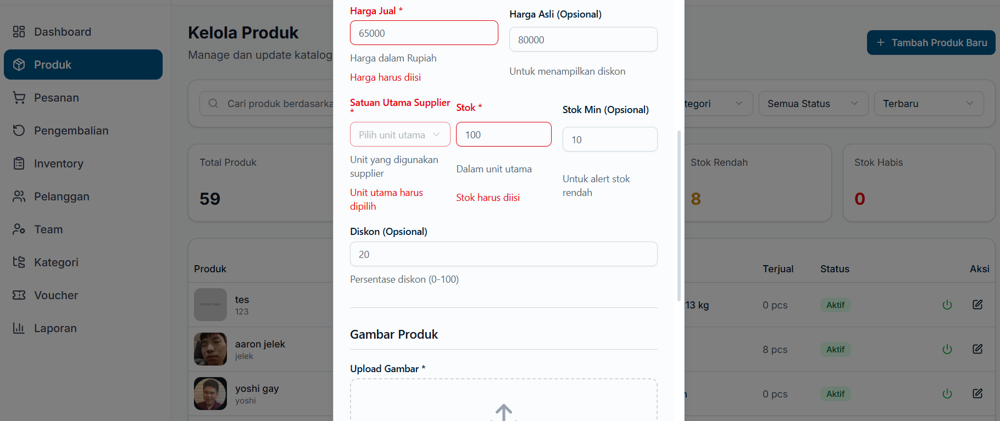 Dashboard
Produk
Pesanan
Pengembalian
Inventory
Pelanggan
Team
Kategori
Voucher
Laporan
Kelola Produk
Manage dan update katalog
+ Tambah Produk Baru
Cari produk berdasarka
tegori
Semua Status
Terbaru
Total Produk
59
Stok Rendah
8
Stok Habis
0
Produk
Terjual
Status
Aksi
tes
123
13 kg
0 pcs
Aktif
aaron jelek
jelek
8 pcs
Aktif
yoshi gay
yoshi
0 pcs
Aktif
Harga Jual *
65000
Harga dalam Rupiah
Harga harus diisi
Harga Asli (Opsional)
80000
Untuk menampilkan diskon
Satuan Utama Supplier
*
Pilih unit utama
Unit yang digunakan
supplier
Unit utama harus
dipilih
Stok *
100
Dalam unit utama
Stok harus diisi
Stok Min (Opsional)
10
Untuk alert stok
rendah
Diskon (Opsional)
20
Persentase diskon (0-100)
Gambar Produk
Upload Gambar *